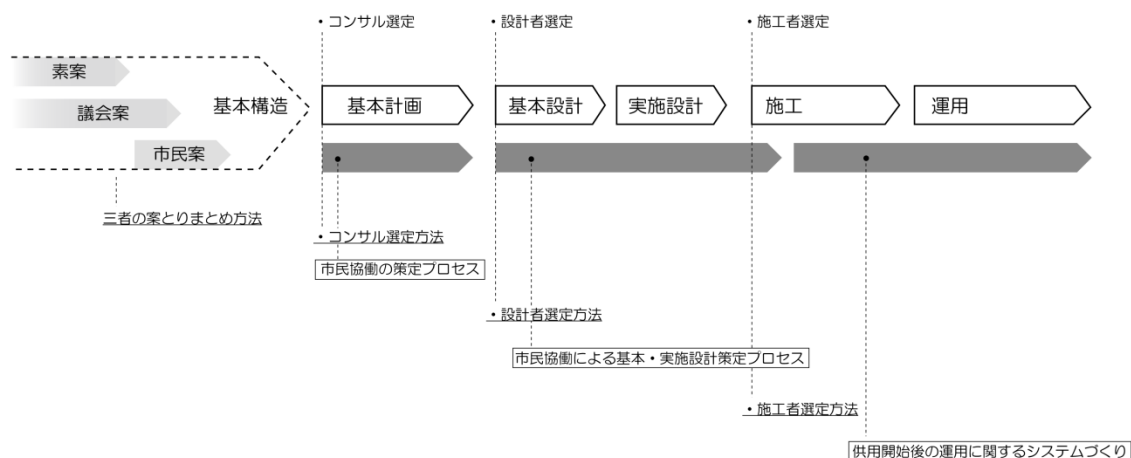 ・コンサル選定
・設計者選定
・施工者選定
素案
議会案
市民案
基本構造
基本計画
基本設計
実施設計
施工
運用
三者の案とりまとめ方法
・コンサル選定方法
市民協働の策定プロセス
・設計者選定方法
市民協働による基本・実施設計策定プロセス
・施工者選定方法
供用開始後の運用に関するシステムづくり